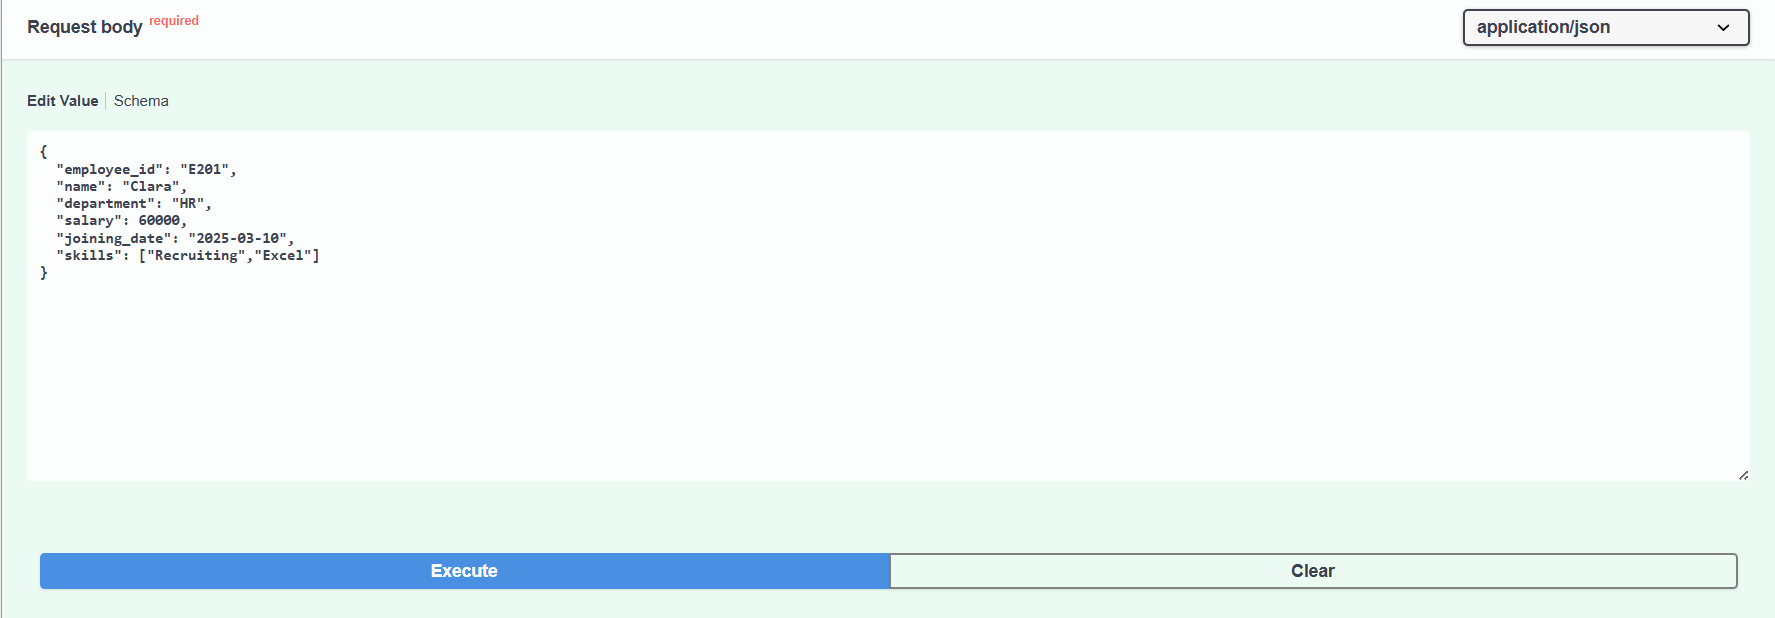 Request body required
application/json
Edit Value
Schema
{
  "employee_id": "E201",
  "name": "Clara",
  "department": "HR",
  "salary": 60000,
  "joining_date": "2025-03-10",
  "skills": ["Recruiting","Excel"]
}
Execute
Clear